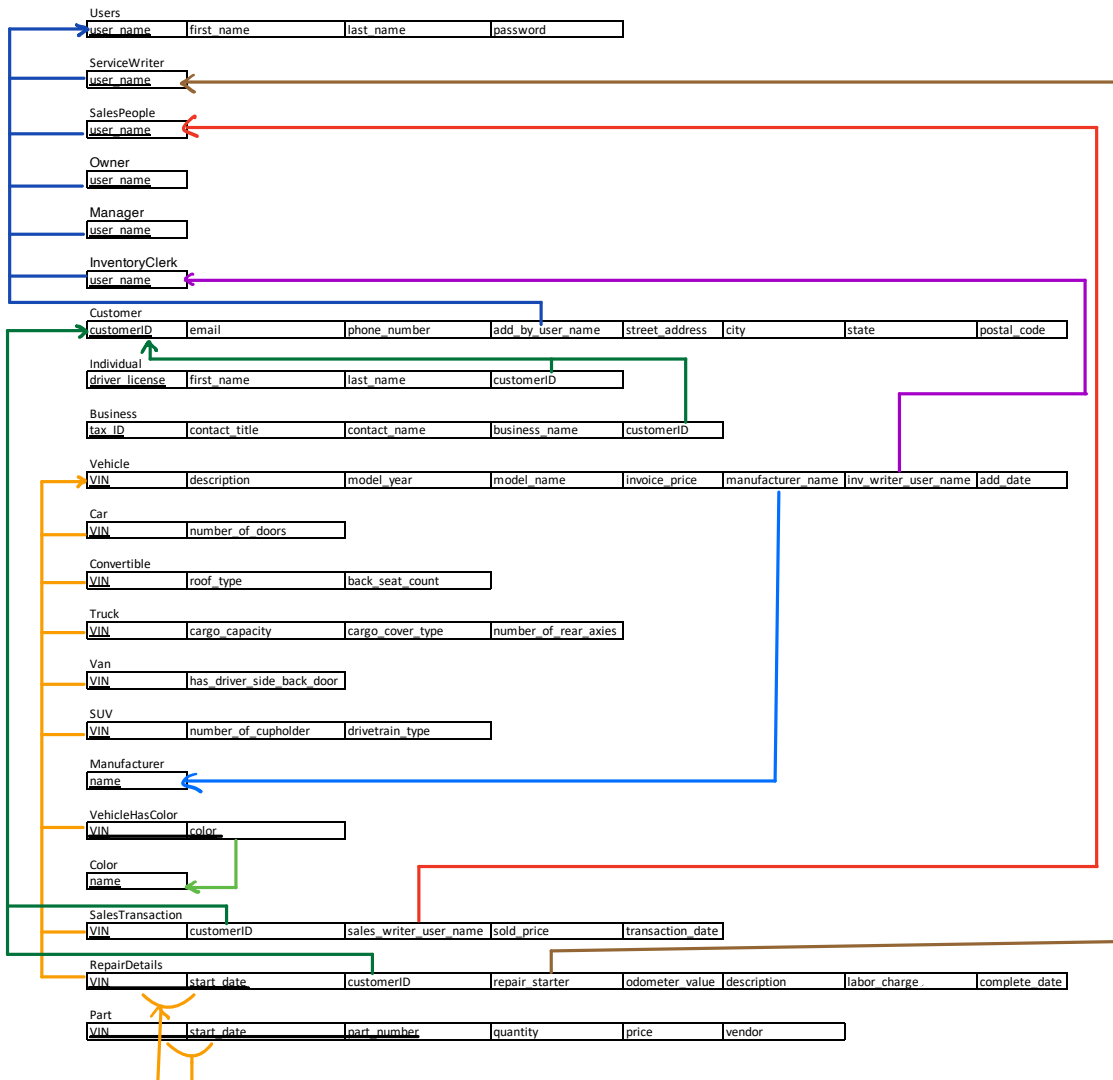 Users
user_name first_name last_name password
ServiceWriter
user_name
SalesPeople
user_name
Owner
user_name
Manager
user_name
InventoryClerk
user_name
Customer
customerID email phone_number add_by_user_name street_address city state postal_code
Individual
driver_license first_name last_name customerID
Business
tax_ID contact_title contact_name business_name customerID
Vehicle
VIN description model_year model_name invoice_price manufacturer_name inv_writer_user_name add_date
Car
VIN number_of_doors
Convertible
VIN roof_type back_seat_count
Truck
VIN cargo_capacity cargo_cover_type number_of_rear_axies
Van
VIN has_driver_side_back_door
SUV
VIN number_of_cupholder drivetrain_type
Manufacturer
name
VehicleHasColor
VIN color
Color
name
SalesTransaction
VIN customerID sales_writer_user_name sold_price transaction_date
RepairDetails
VIN start_date customerID repair_starter odometer_value description labor_charge complete_date
Part
VIN start_date part_number quantity price vendor